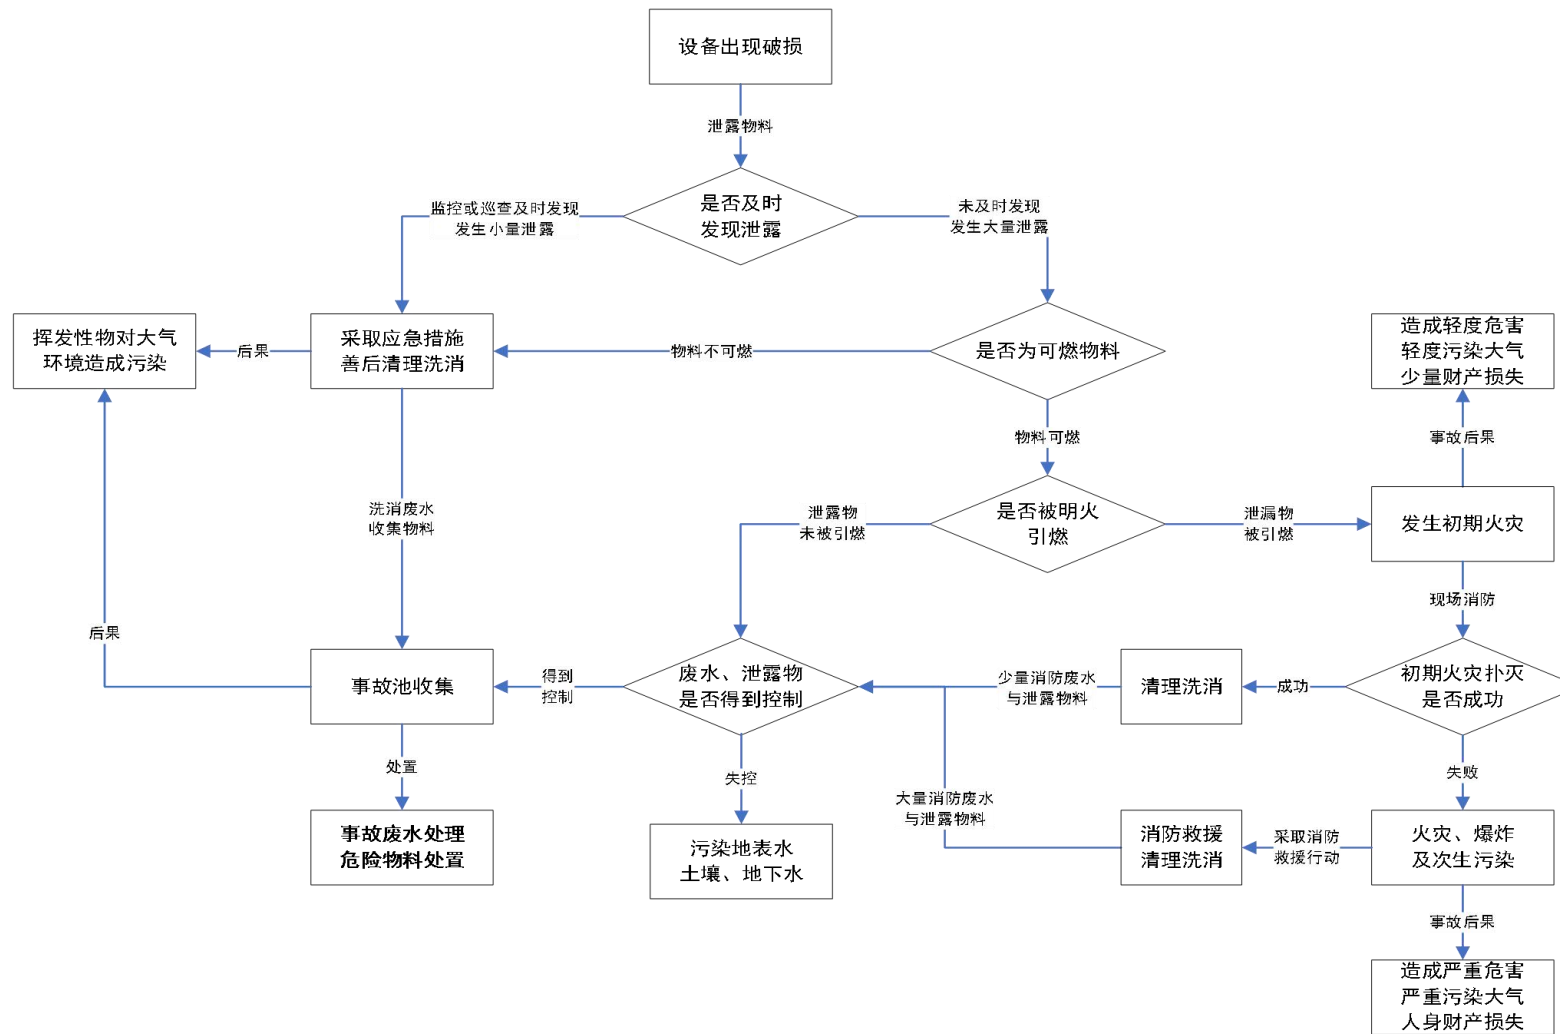 设备出现破损
泄露物料
是否及时
发现泄露
监控或巡查及时发现
发生小量泄露
未及时发现
发生大量泄露
挥发性物对大气
环境造成污染
后果
采取应急措施
善后清理洗消
物料不可燃
是否为可燃物料
造成轻度危害
轻度污染大气
少量财产损失
事故后果
物料可燃
洗消废水
收集物料
泄露物
未被引燃
是否被明火
引燃
泄漏物
被引燃
发生初期火灾
现场消防
后果
事故池收集
得到
控制
废水、泄露物
是否得到控制
少量消防废水
与泄露物料
清理洗消
成功
初期火灾扑灭
是否成功
处置
失控
失败
大量消防废水
与泄露物料
事故废水处理
危险物料处置
污染地表水
土壤、地下水
消防救援
清理洗消
采取消防
救援行动
火灾、爆炸
及次生污染
事故后果
造成严重危害
严重污染大气
人身财产损失